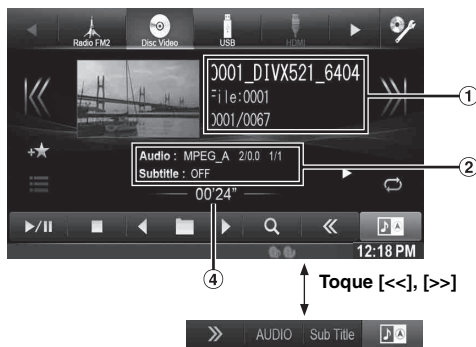 Radio FM2 Disc Video USB HDMI
0001_DIVX521_6404
File:0001
0001/0067
1
Audio : MPEG_A 2/0.0 1/1
Subtitle : OFF
2
00'24"
12:18 PM
4
Toque [<<], [>>]
AUDIO Sub Title